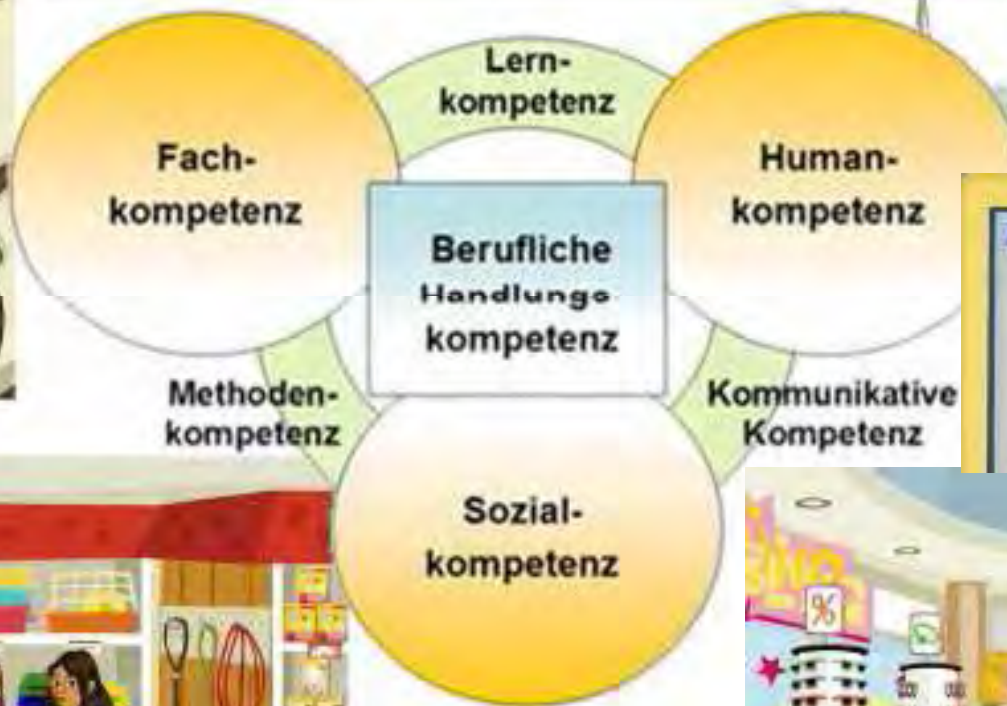 Lern-
kompetenz
Fach-
kompetenz
Human-
kompetenz
Berufliche
Handlungs
kompetenz
Methoden-
kompetenz
Kommunikative
Kompetenz
Sozial-
kompetenz
%